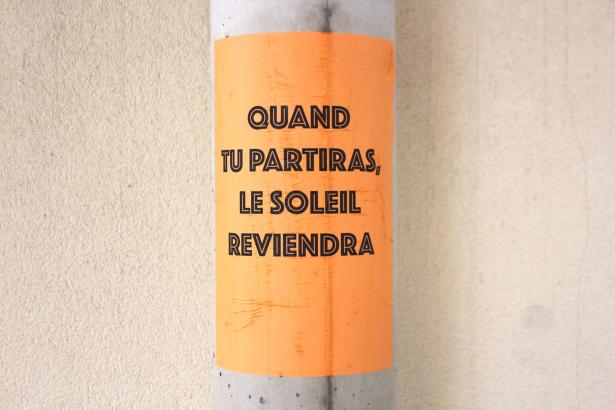 QUAND
TU PARTIRAS,
LE SOLEIL
REVIENDRA